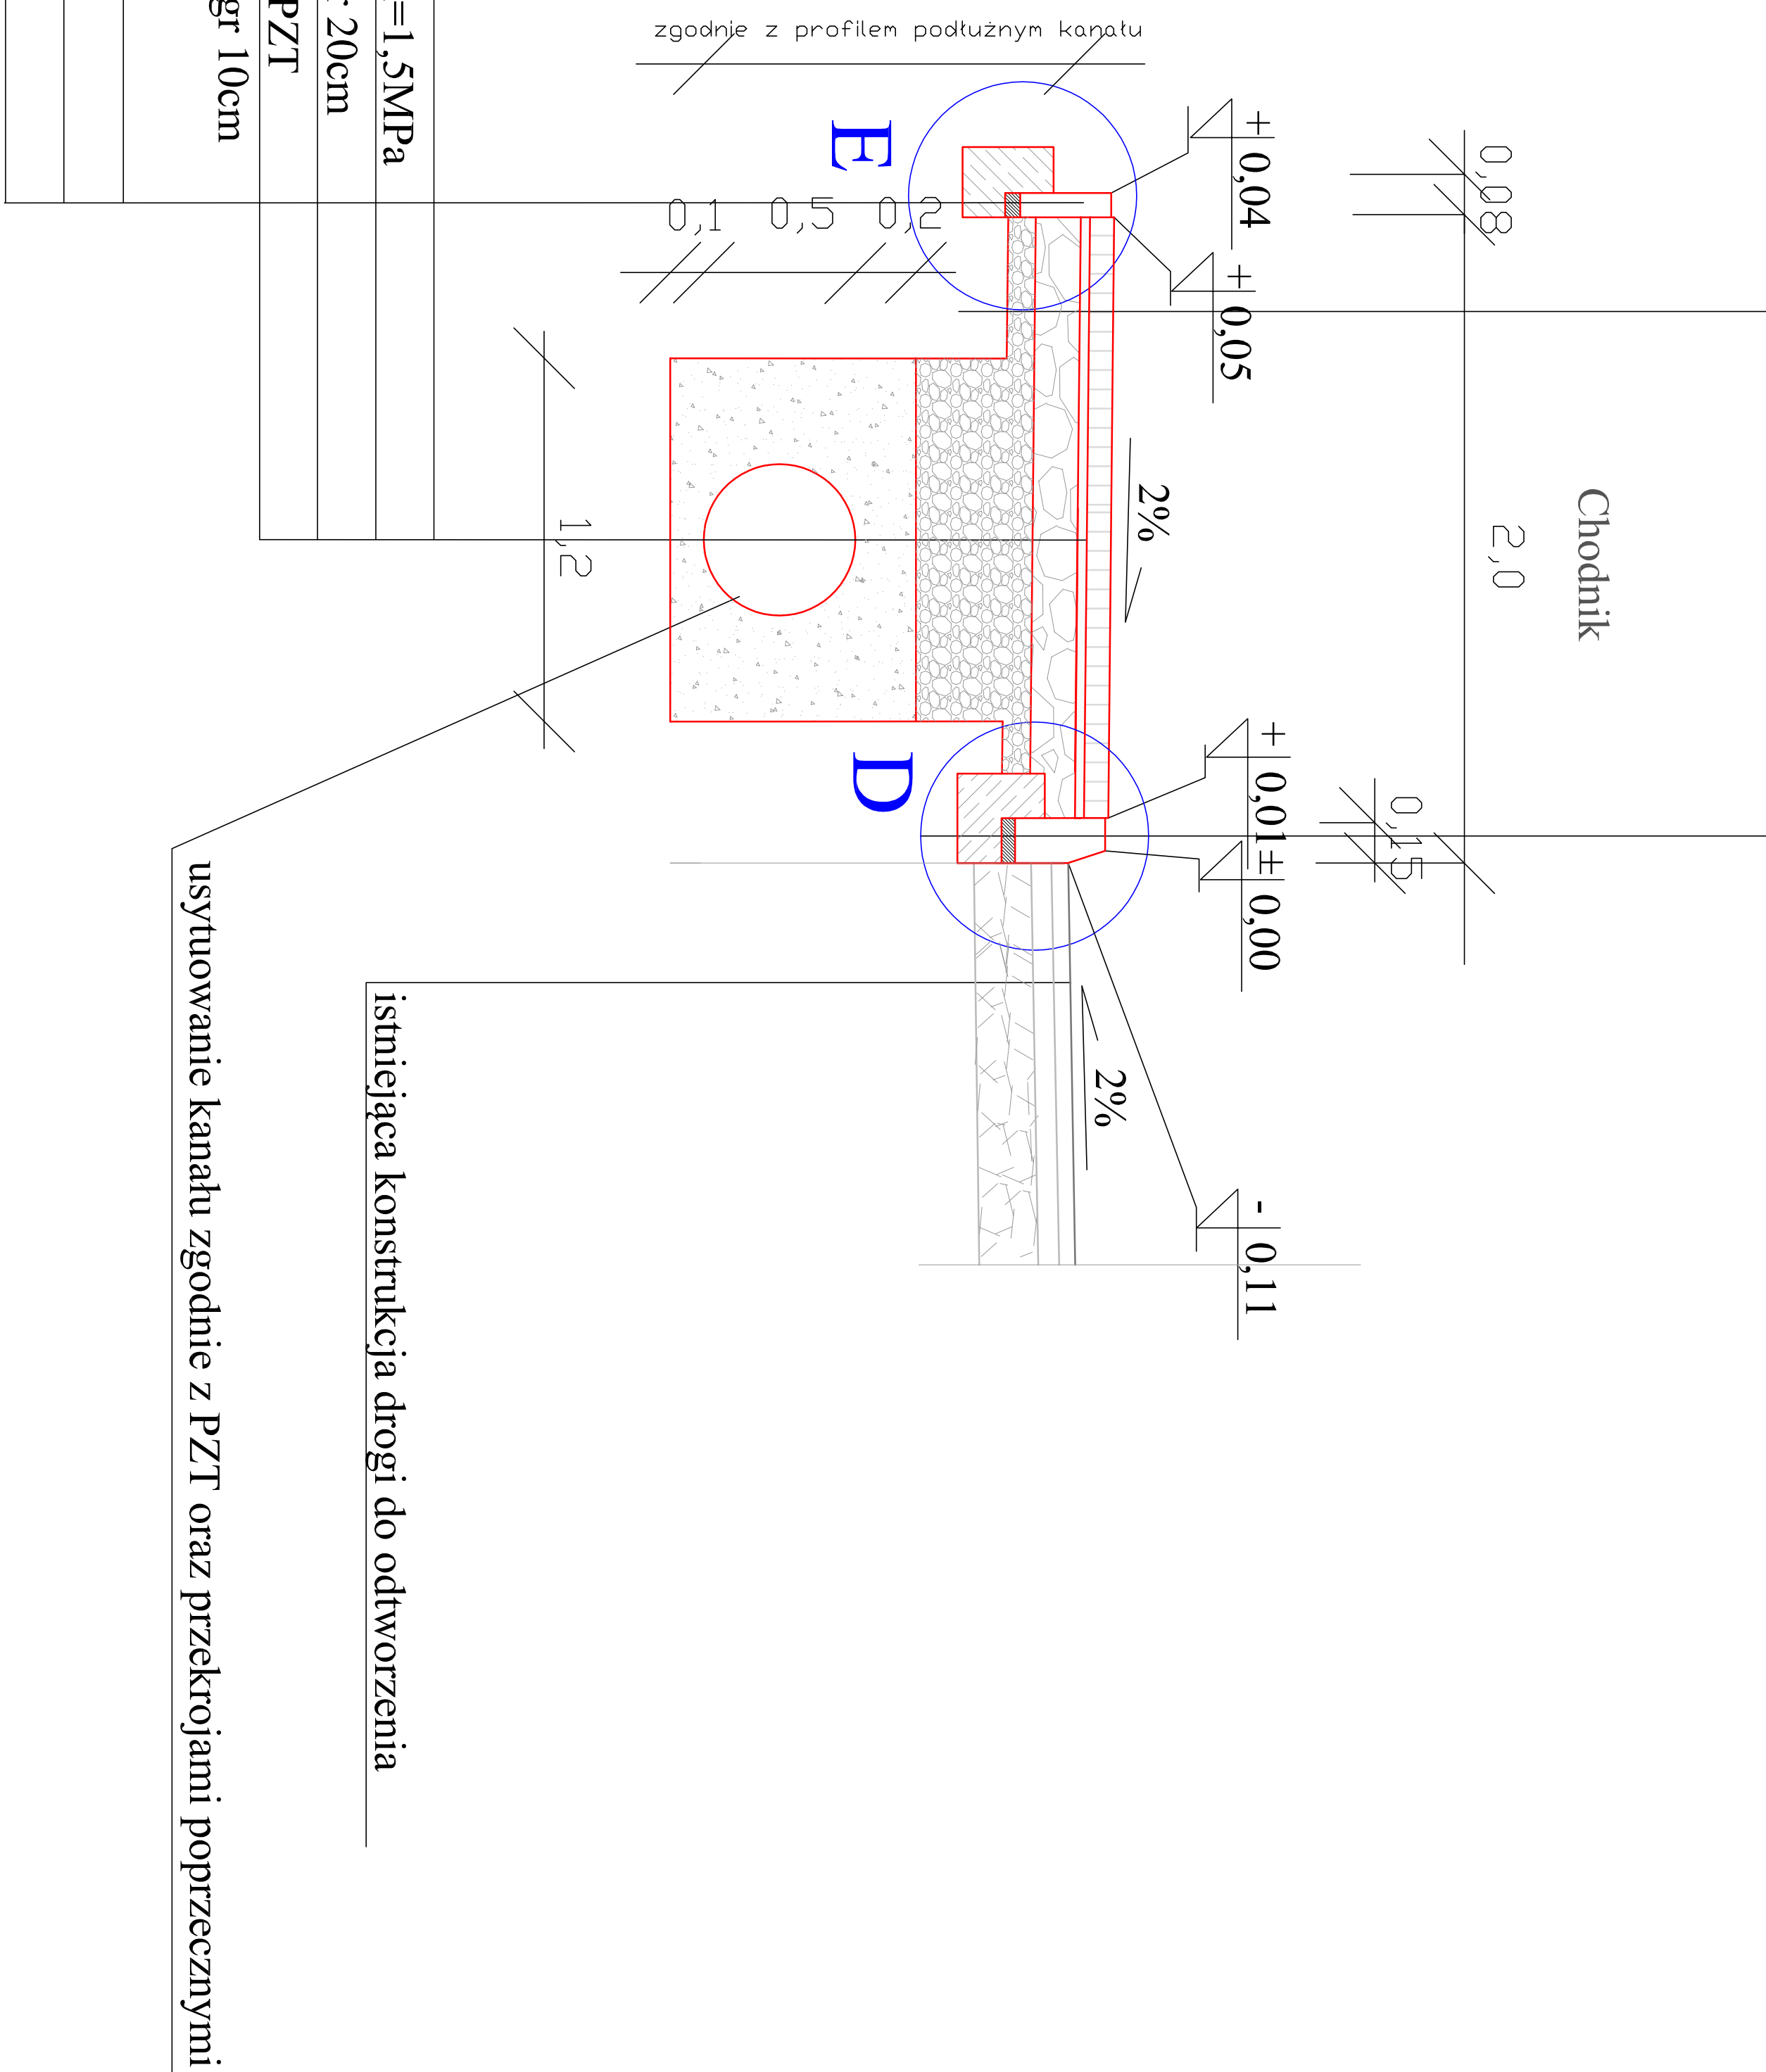 Chodnik
2,0
0,08
0,15
+ 0,04
+ 0,05
+ 0,01
± 0,00
- 0,11
2%
2%
E
D
zgodnie z profilem podłużnym kanału
0,2
0,5
0,1
1,2
=1,5MPa
20cm
PZT
gr 10cm
istniejąca konstrukcja drogi do odtworzenia
usytuowanie kanału zgodnie z PZT oraz przekrojami poprzecznymi